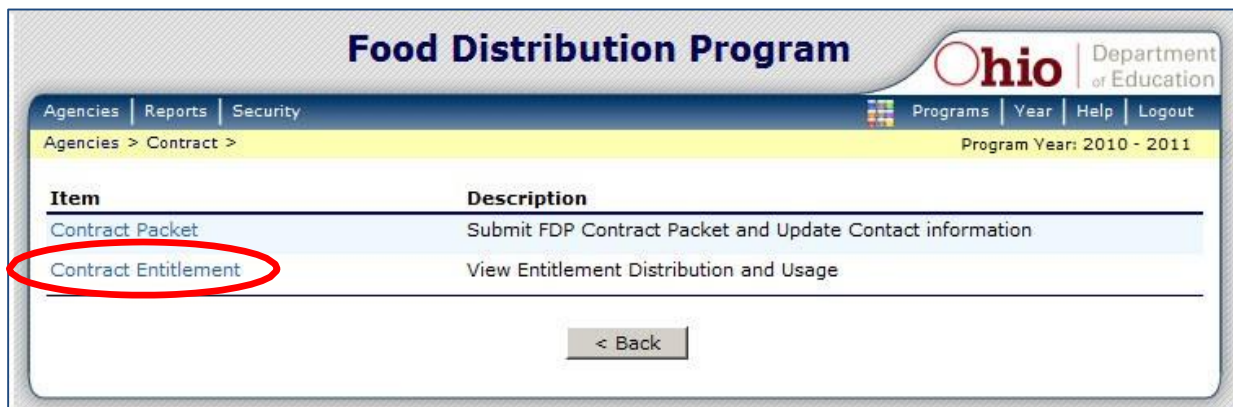 Food Distribution Program
Ohio Department of Education
Agencies | Reports | Security Programs | Year | Help | Logout
Agencies > Contract > Program Year: 2010 - 2011
Item Description
Contract Packet Submit FDP Contract Packet and Update Contact information
Contract Entitlement View Entitlement Distribution and Usage
< Back